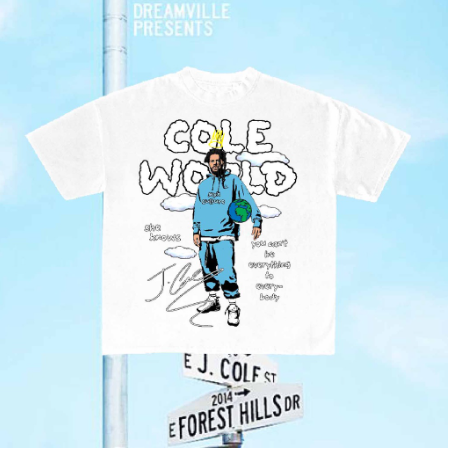 DREAMVILLE
PRESENTS
COLE
WORLD
she
knows
you can't
be
everything
to
every-
body
J. Cole
E J. COLE ST
2014 →
E FOREST HILLS DR